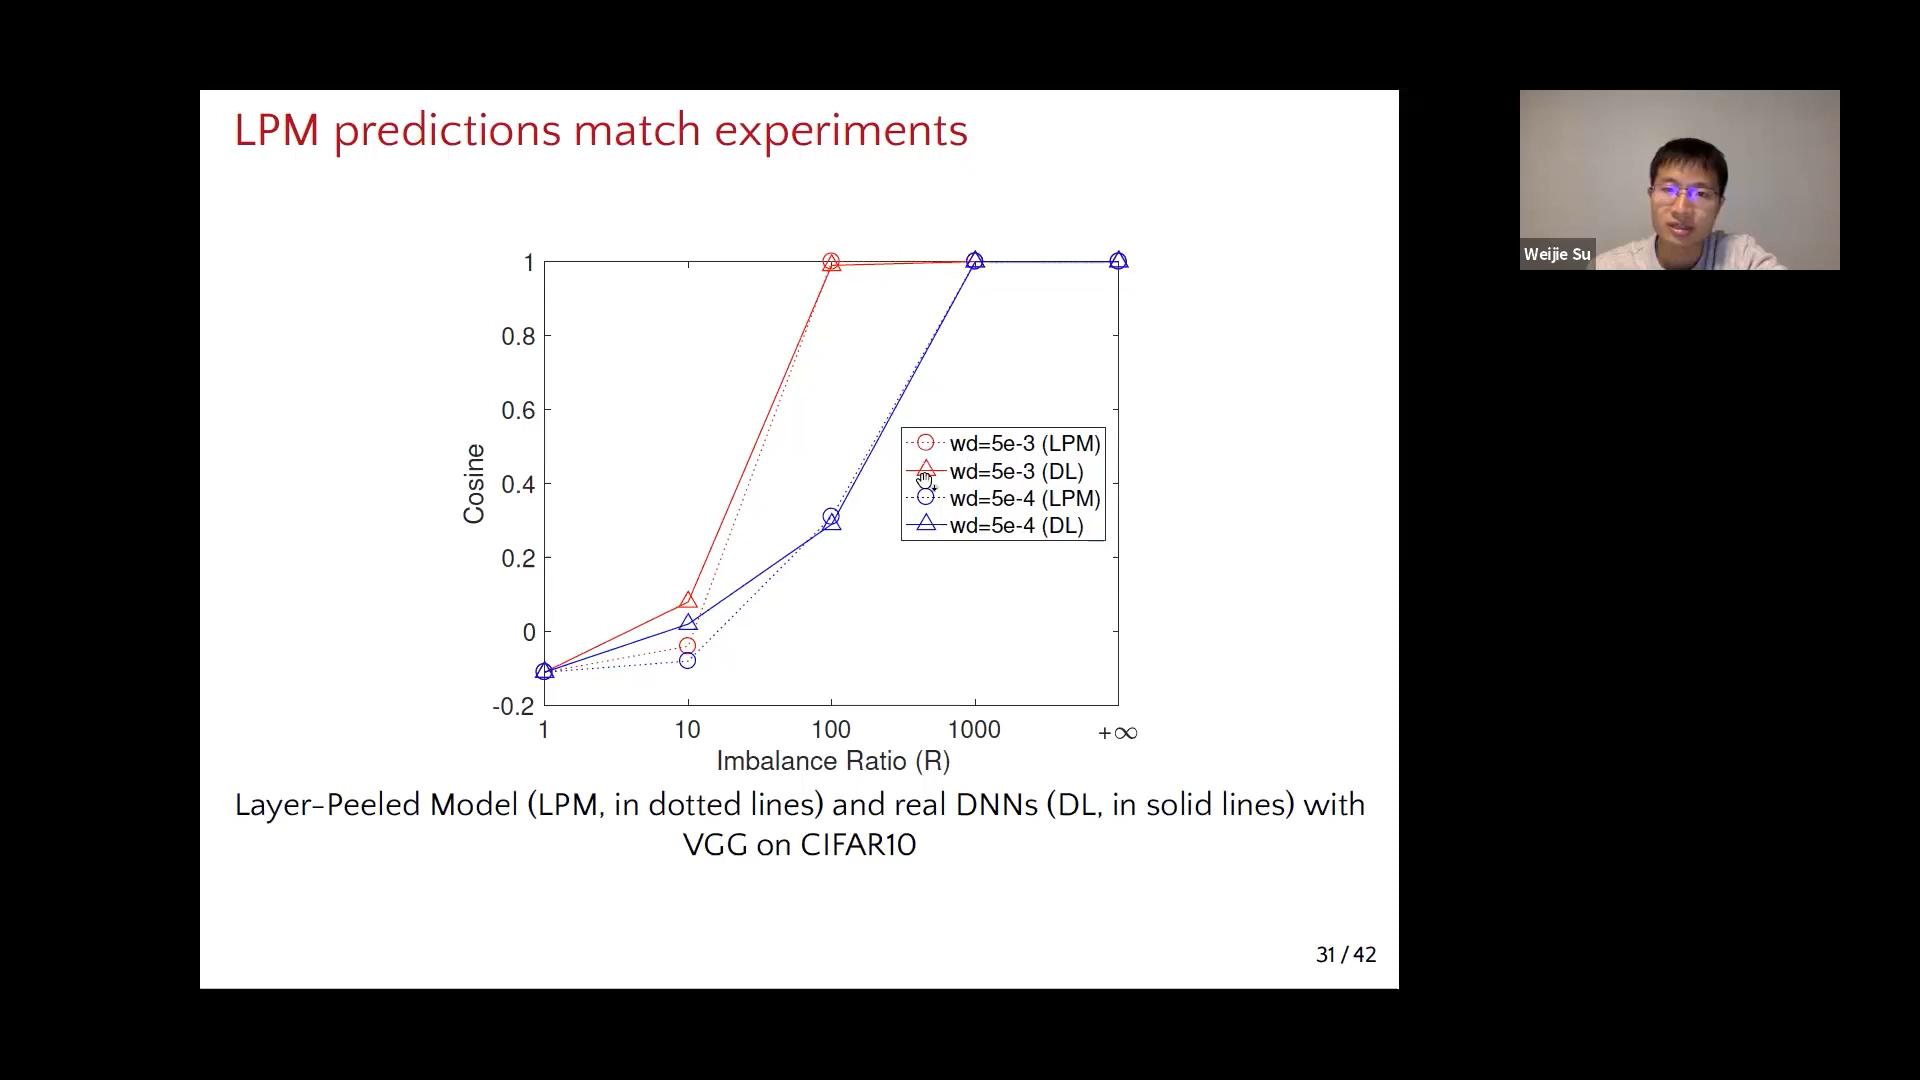 LPM predictions match experiments
1
0.8
0.6
0.4
0.2
0
-0.2
Cosine
1 10 100 1000 +∞
Imbalance Ratio (R)
wd=5e-3 (LPM)
wd=5e-3 (DL)
wd=5e-4 (LPM)
wd=5e-4 (DL)
Layer-Peeled Model (LPM, in dotted lines) and real DNNs (DL, in solid lines) with
VGG on CIFAR10
31 / 42
Weijie Su